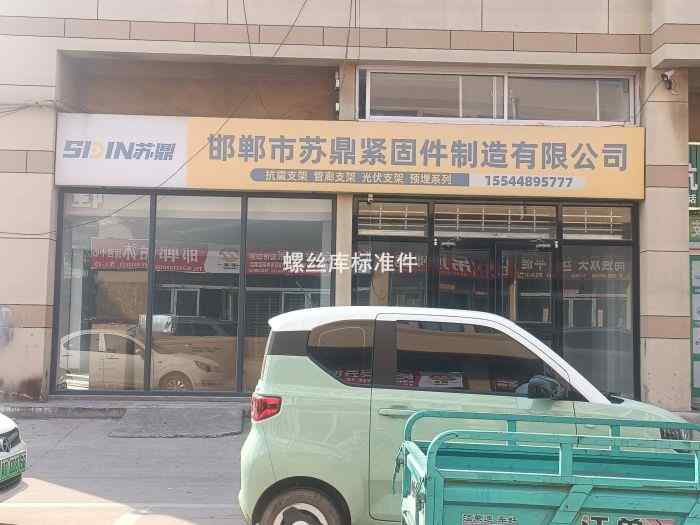 SIDIN苏鼎
邯郸市苏鼎紧固件制造有限公司
抗震支架 管廊支架 光伏支架 预埋系列
15544895777
螺丝库标准件